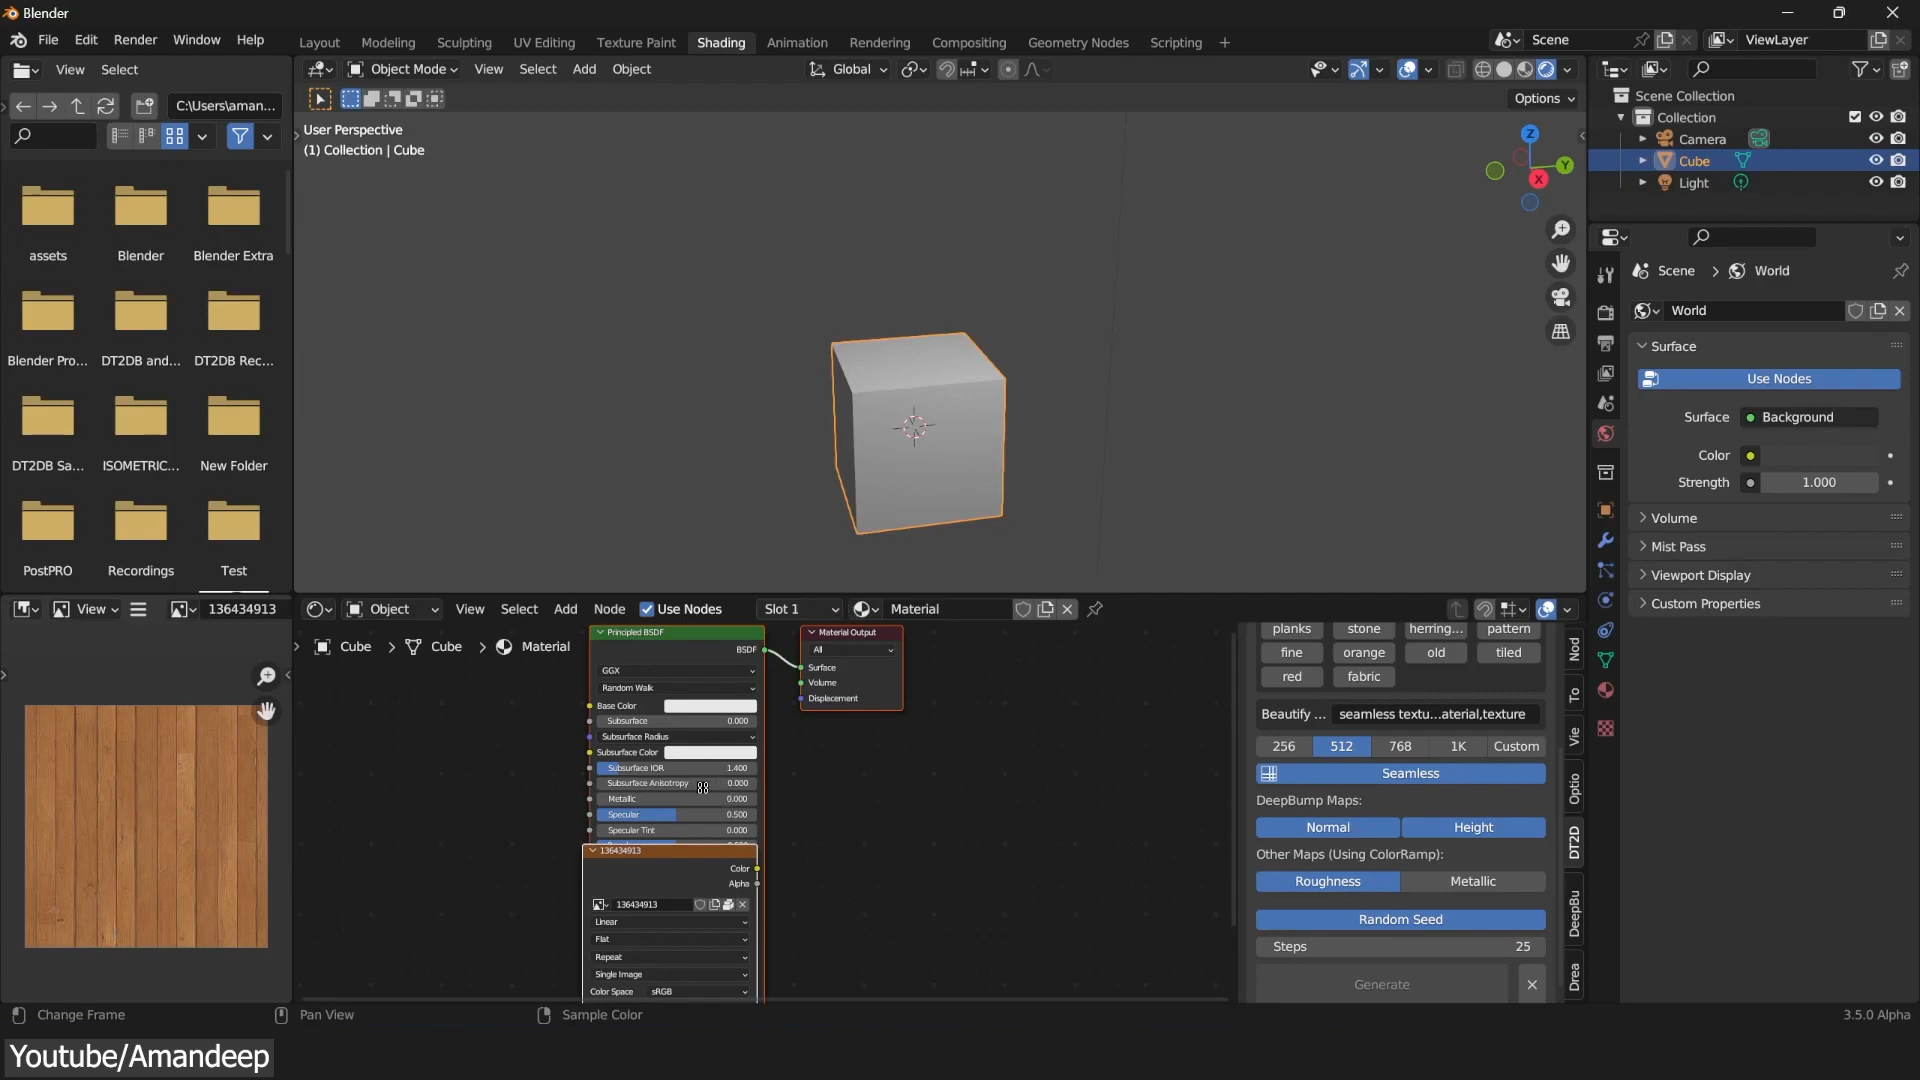 Blender
File Edit Render Window Help
Layout Modeling Sculpting UV Editing Texture Paint Shading Animation Rendering Compositing Geometry Nodes Scripting +
Scene
ViewLayer
View Select
Object Mode View Select Add Object
Global
C:\Users\aman...
Options
User Perspective
(1) Collection | Cube
Z
Y
X
assets Blender Blender Extra
Blender Pro... DT2DB and... DT2DB Rec...
DT2DB Sa... ISOMETRIC... New Folder
PostPRO Recordings Test
Scene Collection
Collection
Camera
Cube
Light
Scene > World
World
Surface
Use Nodes
Surface Background
Color
Strength 1.000
Volume
Mist Pass
Viewport Display
Custom Properties
View 136434913
Object View Select Add Node Use Nodes Slot 1 Material
Cube > Cube > Material
Principled BSDF
BSDF
GGX
Random Walk
Base Color
Subsurface 0.000
Subsurface Radius
Subsurface Color
Subsurface IOR 1.400
Subsurface Anisotropy 0.000
Metallic 0.000
Specular 0.500
Specular Tint 0.000
136434913
Color
Alpha
136434913
Linear
Flat
Repeat
Single Image
Color Space sRGB
Material Output
All
Surface
Volume
Displacement
planks stone herring... pattern
fine orange old tiled
red fabric
Beautify ... seamless textu...aterial,texture
256 512 768 1K Custom
Seamless
DeepBump Maps:
Normal Height
Other Maps (Using ColorRamp):
Roughness Metallic
Random Seed
Steps 25
Generate
Nod
To
Vie
Optio
DT2D
DeepBu
Drea
Change Frame Pan View Sample Color
3.5.0 Alpha
Youtube/Amandeep